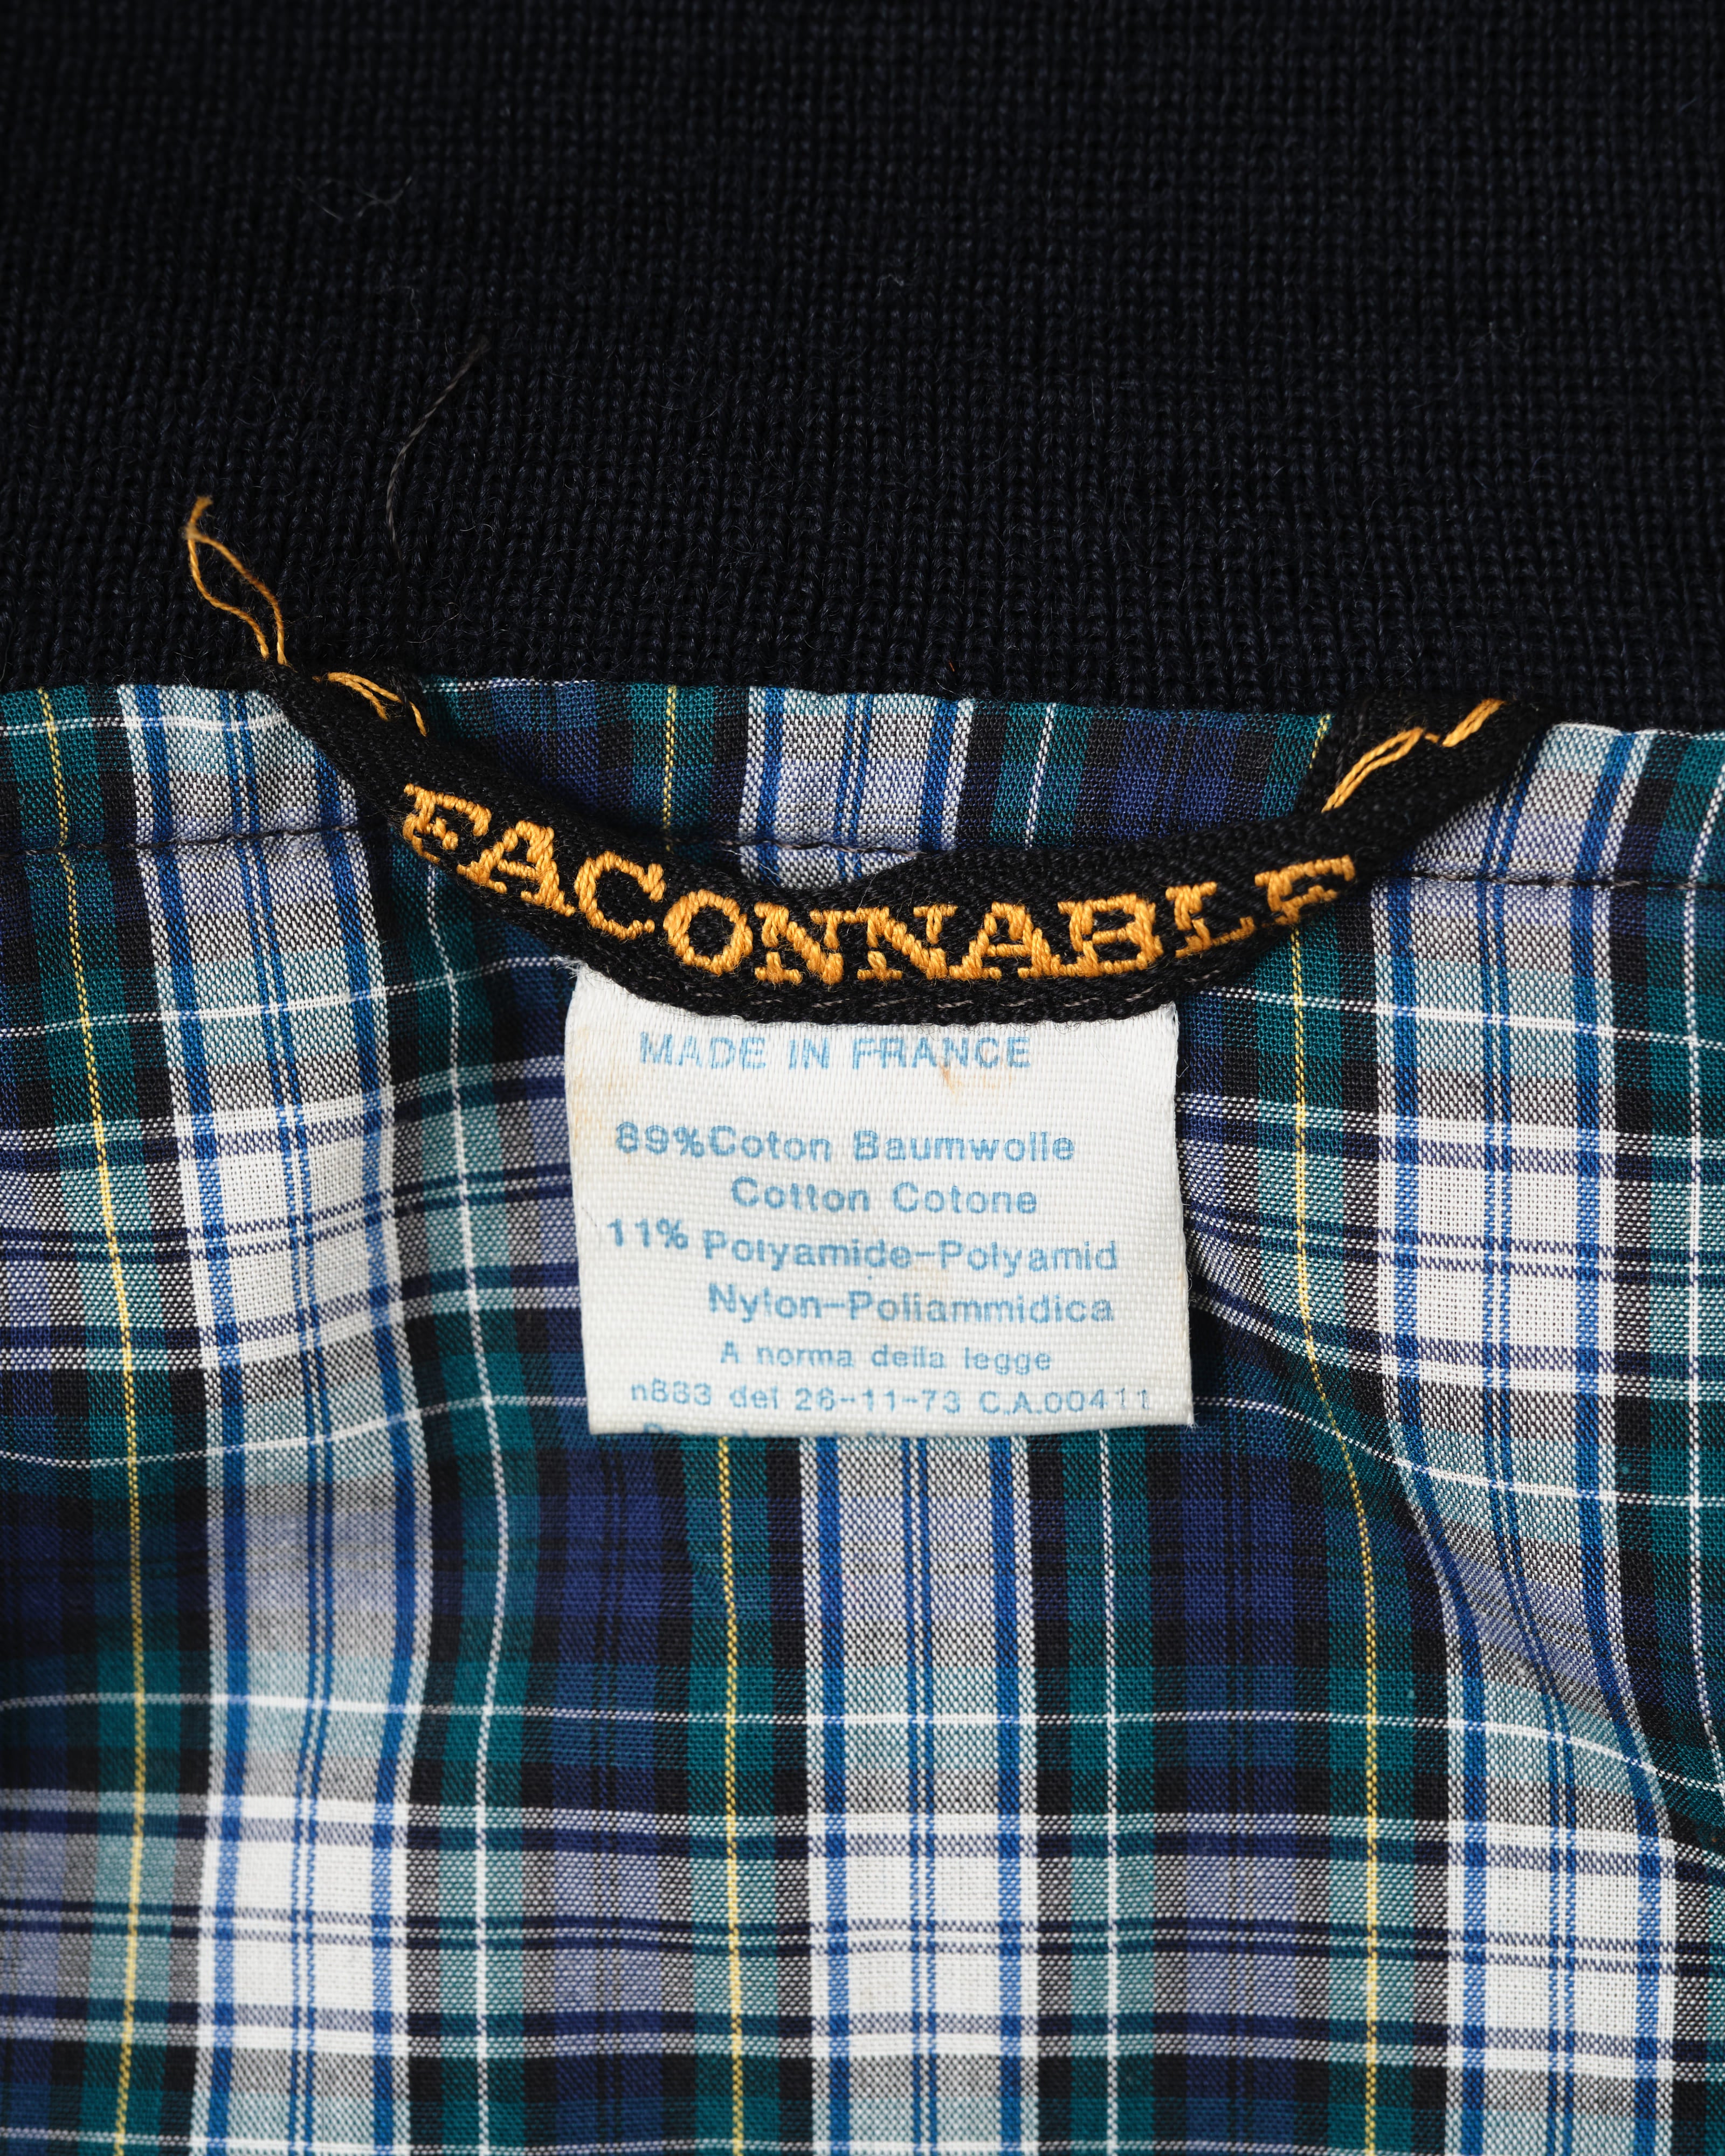 FACONNABLE
MADE IN FRANCE
89%Coton Baumwolle
Cotton Cotone
11% Polyamide-Polyamid
Nylon-Poliammidica
A norma della legge
n883 del 26-11-73 C.A.00411